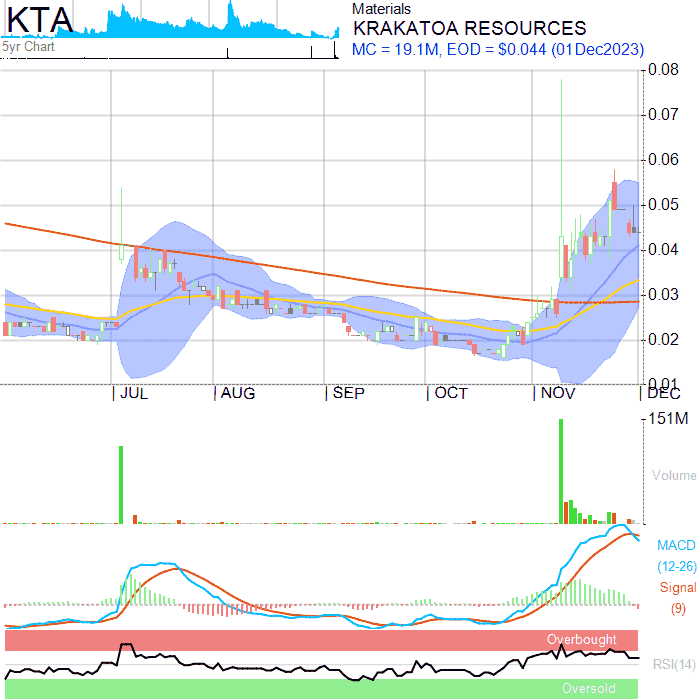 KTA
5yr Chart
Materials
KRAKATOA RESOURCES
MC = 19.1M, EOD = $0.044 (01Dec2023)
0.08
0.07
0.06
0.05
0.04
0.03
0.02
0.01
JUL AUG SEP OCT NOV DEC
151M
Volume
MACD
(12-26)
Signal
(9)
Overbought
RSI(14)
Oversold